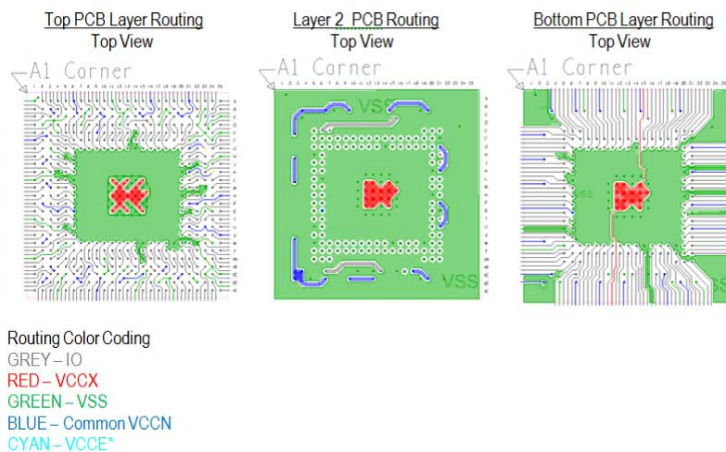 Top PCB Layer Routing
Top View
A1 Corner
Layer 2 PCB Routing
Top View
A1 Corner
VSS
VSS
Bottom PCB Layer Routing
Top View
A1 Corner
VSS
Routing Color Coding
GREY – IO
RED – VCCX
GREEN – VSS
BLUE – Common VCCN
CYAN – VCCE*